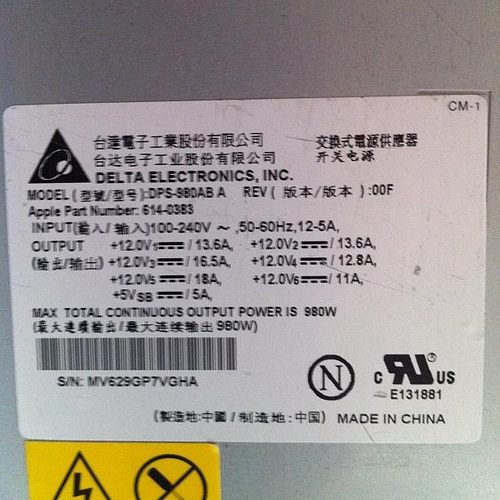 CM-1
台達電子工業股份有限公司 交換式電源供應器
台达电子工业股份有限公司 开关电源
DELTA ELECTRONICS, INC.
MODEL (型號/型号):DPS-980AB A REV (版本/版本):00F
Apple Part Number: 614-0383
INPUT(輸入/输入)100-240V ~ ,50-60Hz,12-5A,
OUTPUT +12.0V1⎓/13.6A, +12.0V2⎓/13.6A,
(輸出/输出) +12.0V3⎓/16.5A, +12.0V4⎓/12.8A,
+12.0V5⎓/18A, +12.0V6⎓/11A,
+5VSB⎓/5A,
MAX TOTAL CONTINUOUS OUTPUT POWER IS 980W
(最大連續輸出/最大连续输出980W)
S/N: MV629GP7VGHA
N
c RU ® US
E131881
(製造地:中國/制造地:中国) MADE IN CHINA